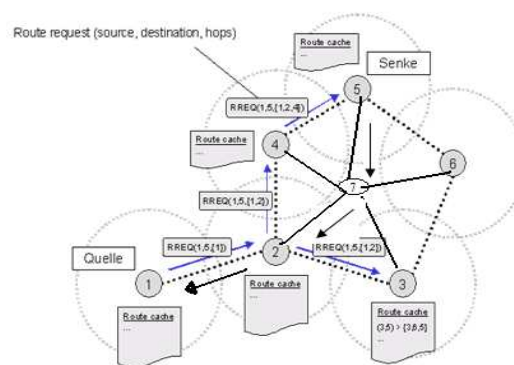 Route request (source, destination, hops)
Route cache
...
Senke
5
RREQ(1,5,[1,2,4])
Route cache
...
4
6
7
RREQ(1,5,[1,2])
RREQ(1,5,[1])
RREQ(1,5,[1,2])
Quelle
2
1
3
Route cache
...
Route cache
...
Route cache
(3,5) > [3,6,5]
...